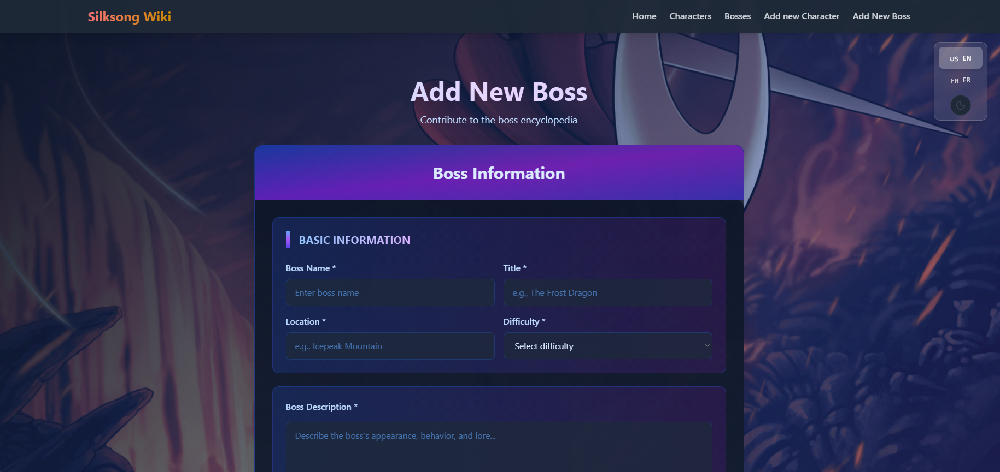 Silksong Wiki
Home Characters Bosses Add new Character Add New Boss
US EN
FR FR
Add New Boss
Contribute to the boss encyclopedia
Boss Information
BASIC INFORMATION
Boss Name * Title *
Enter boss name e.g., The Frost Dragon
Location * Difficulty *
e.g., Icepeak Mountain Select difficulty
Boss Description *
Describe the boss's appearance, behavior, and lore...